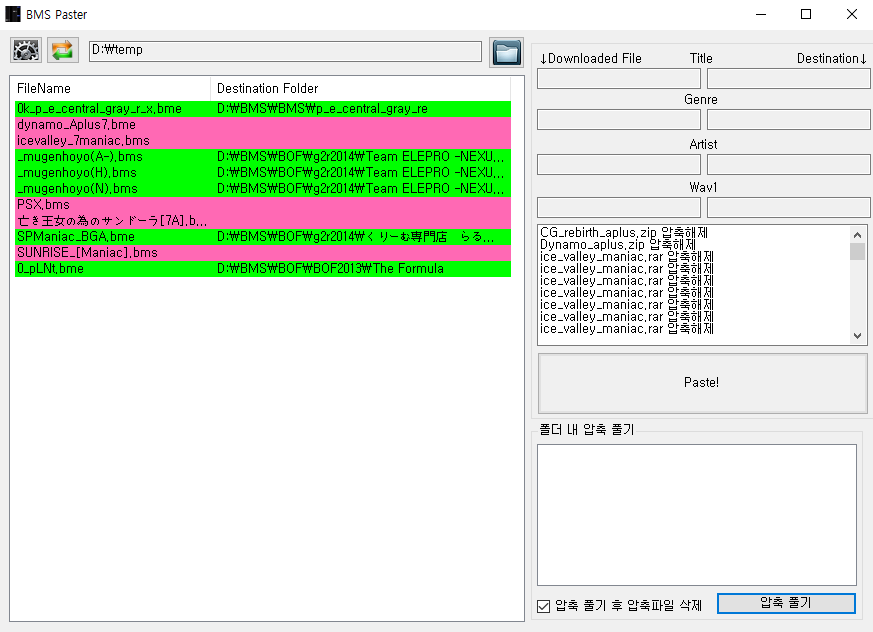 BMS Paster
D:₩temp
FileName Destination Folder
0k_p_e_central_gray_r_x.bme D:₩BMS₩BMS₩p_e_central_gray_re
dynamo_Aplus7.bme
icevalley_7maniac.bms
_mugenhoyo(A-).bms D:₩BMS₩BOF₩g2r2014₩Team ELEPRO -NEXU...
_mugenhoyo(H).bms D:₩BMS₩BOF₩g2r2014₩Team ELEPRO -NEXU...
_mugenhoyo(N).bms D:₩BMS₩BOF₩g2r2014₩Team ELEPRO -NEXU...
PSX.bms
亡き王女の為のサンドーラ[7A].b...
SPManiac_BGA.bme D:₩BMS₩BOF₩g2r2014₩くりーむ専門店 らる...
SUNRISE_[Maniac].bms
0_pLNt.bme D:₩BMS₩BOF₩BOF2013₩The Formula
↓Downloaded File Title Destination↓
Genre
Artist
Wav1
CG_rebirth_aplus.zip 압축해제
Dynamo_aplus.zip 압축해제
ice_valley_maniac.rar 압축해제
ice_valley_maniac.rar 압축해제
ice_valley_maniac.rar 압축해제
ice_valley_maniac.rar 압축해제
ice_valley_maniac.rar 압축해제
ice_valley_maniac.rar 압축해제
ice_valley_maniac.rar 압축해제
Paste!
폴더 내 압축 풀기
압축 풀기 후 압축파일 삭제 압축 풀기